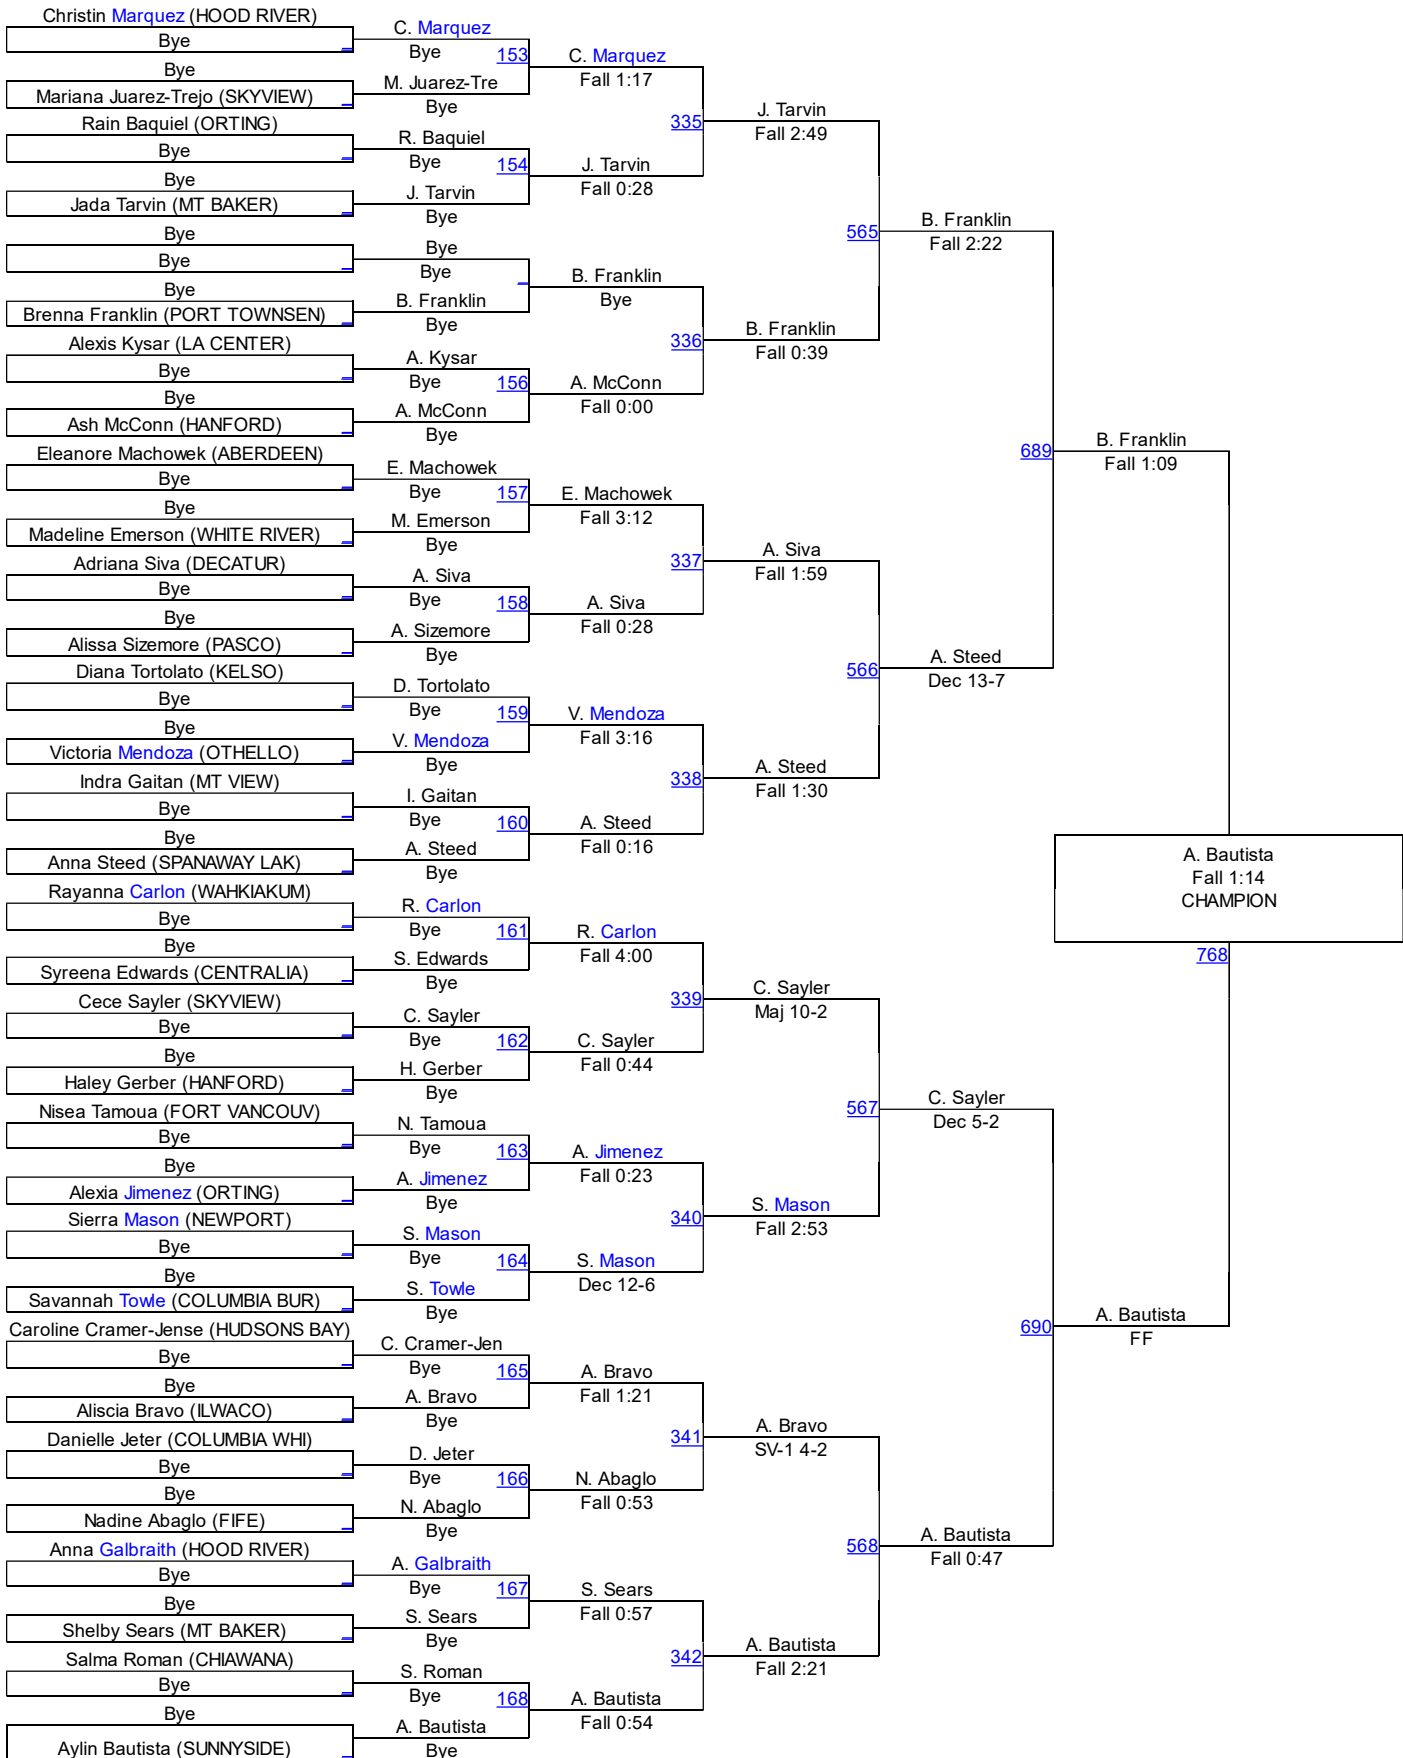 Christin Marquez (HOOD RIVER)
Bye
Bye
Mariana Juarez-Trejo (SKYVIEW)
Rain Baquiel (ORTING)
Bye
Bye
Jada Tarvin (MT BAKER)
Bye
Bye
Bye
Brenna Franklin (PORT TOWNSEN)
Alexis Kysar (LA CENTER)
Bye
Bye
Ash McConn (HANFORD)
Eleanore Machowek (ABERDEEN)
Bye
Bye
Madeline Emerson (WHITE RIVER)
Adriana Siva (DECATUR)
Bye
Bye
Alissa Sizemore (PASCO)
Diana Tortolato (KELSO)
Bye
Bye
Victoria Mendoza (OTHELLO)
Indra Gaitan (MT VIEW)
Bye
Bye
Anna Steed (SPANAWAY LAK)
Rayanna Carlon (WAHKIAKUM)
Bye
Bye
Syreena Edwards (CENTRALIA)
Cece Sayler (SKYVIEW)
Bye
Bye
Haley Gerber (HANFORD)
Nisea Tamoua (FORT VANCOUV)
Bye
Bye
Alexia Jimenez (ORTING)
Sierra Mason (NEWPORT)
Bye
Bye
Savannah Towle (COLUMBIA BUR)
Caroline Cramer-Jense (HUDSONS BAY)
Bye
Bye
Aliscia Bravo (ILWACO)
Danielle Jeter (COLUMBIA WHI)
Bye
Bye
Nadine Abaglo (FIFE)
Anna Galbraith (HOOD RIVER)
Bye
Bye
Shelby Sears (MT BAKER)
Salma Roman (CHIAWANA)
Bye
Bye
Aylin Bautista (SUNNYSIDE)
C. Marquez
Bye 153
M. Juarez-Tre
Bye
R. Baquiel
Bye 154
J. Tarvin
Bye
Bye
Bye
B. Franklin
Bye
A. Kysar
Bye 156
A. McConn
Bye
E. Machowek
Bye 157
M. Emerson
Bye
A. Siva
Bye 158
A. Sizemore
Bye
D. Tortolato
Bye 159
V. Mendoza
Bye
I. Gaitan
Bye 160
A. Steed
Bye
R. Carlon
Bye 161
S. Edwards
Bye
C. Sayler
Bye 162
H. Gerber
Bye
N. Tamoua
Bye 163
A. Jimenez
Bye
S. Mason
Bye 164
S. Towle
Bye
C. Cramer-Jen
Bye 165
A. Bravo
Bye
D. Jeter
Bye 166
N. Abaglo
Bye
A. Galbraith
Bye 167
S. Sears
Bye
S. Roman
Bye 168
A. Bautista
Bye
C. Marquez
Fall 1:17
335
J. Tarvin
Fall 0:28
B. Franklin
Bye
336
A. McConn
Fall 0:00
E. Machowek
Fall 3:12
337
A. Siva
Fall 0:28
V. Mendoza
Fall 3:16
338
A. Steed
Fall 0:16
R. Carlon
Fall 4:00
339
C. Sayler
Fall 0:44
A. Jimenez
Fall 0:23
340
S. Mason
Dec 12-6
A. Bravo
Fall 1:21
341
N. Abaglo
Fall 0:53
S. Sears
Fall 0:57
342
A. Bautista
Fall 0:54
J. Tarvin
Fall 2:49
565
B. Franklin
Fall 0:39
A. Siva
Fall 1:59
566
A. Steed
Fall 1:30
C. Sayler
Maj 10-2
567
S. Mason
Fall 2:53
A. Bravo
SV-1 4-2
568
A. Bautista
Fall 2:21
B. Franklin
Fall 2:22
689
A. Steed
Dec 13-7
C. Sayler
Dec 5-2
690
A. Bautista
Fall 0:47
B. Franklin
Fall 1:09
A. Bautista
FF
A. Bautista
Fall 1:14
CHAMPION
768